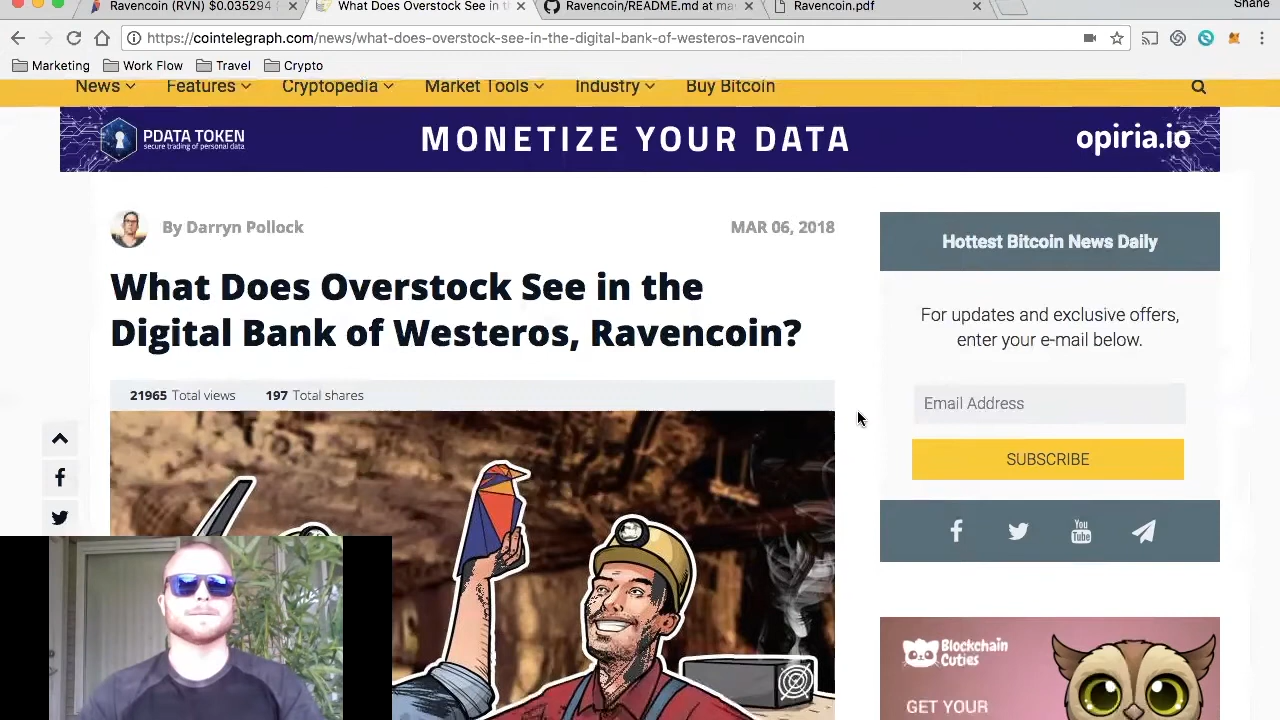 Ravencoin (RVN) $0.035294
What Does Overstock See in t
Ravencoin/README.md at ma
Ravencoin.pdf
Shane
https://cointelegraph.com/news/what-does-overstock-see-in-the-digital-bank-of-westeros-ravencoin
Marketing
Work Flow
Travel
Crypto
News
Features
Cryptopedia
Market Tools
Industry
Buy Bitcoin
PDATA TOKEN
secure trading of personal data
MONETIZE YOUR DATA
opiria.io
By Darryn Pollock
MAR 06, 2018
What Does Overstock See in the
Digital Bank of Westeros, Ravencoin?
21965 Total views
197 Total shares
Hottest Bitcoin News Daily
For updates and exclusive offers,
enter your e-mail below.
Email Address
SUBSCRIBE
You
Tube
Blockchain
Cuties
GET YOUR